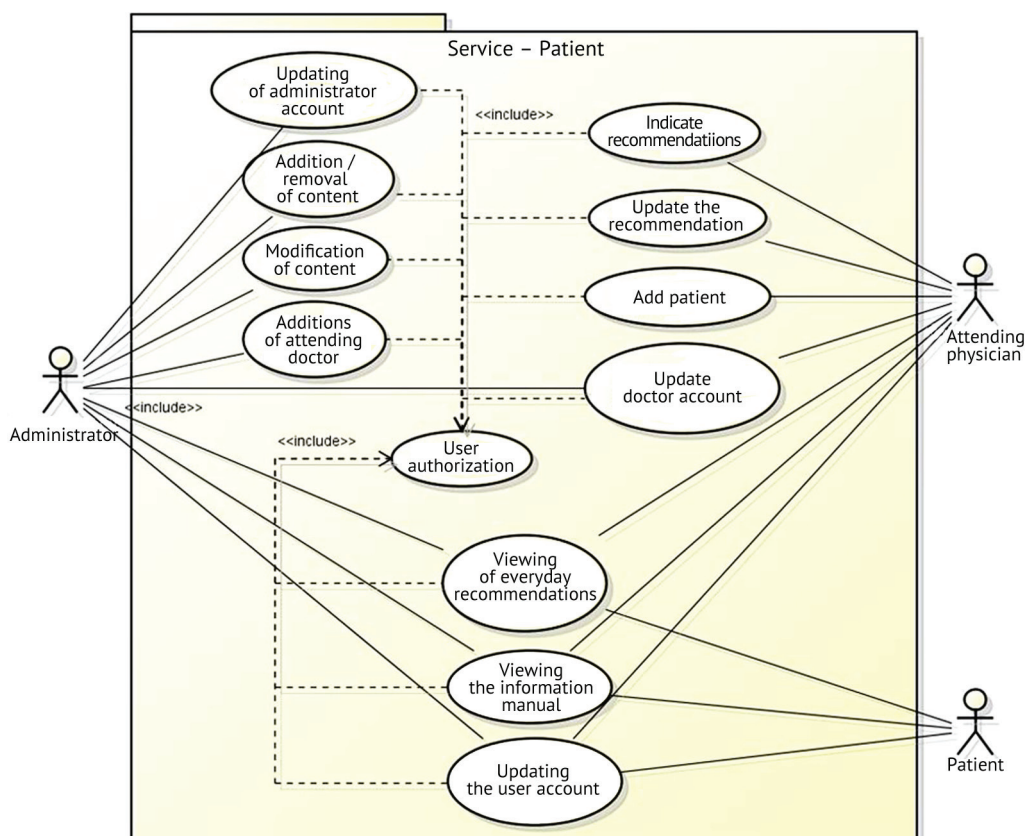 Service – Patient
Updating
of administrator
account
<<include>>
Indicate
recommendatiions
Addition /
removal
of content
Update the
recommendation
Modification
of content
Add patient
Additions
of attending
doctor
Attending
physician
Update
doctor account
<<include>>
Administrator
<<include>>
User
authorization
Viewing
of everyday
recommendations
Viewing
the information
manual
Patient
Updating
the user account